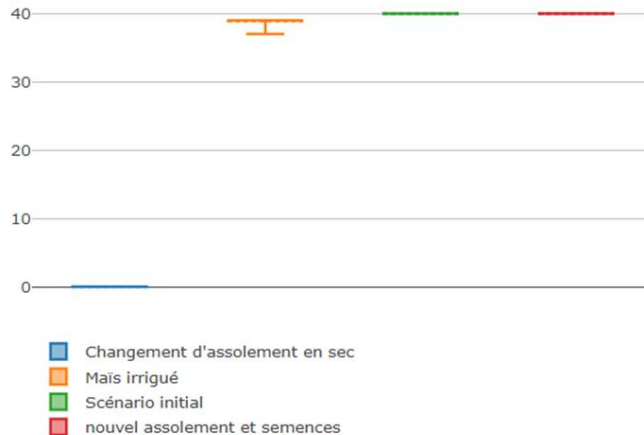 40
30
20
10
0
Changement d'assolement en sec
Maïs irrigué
Scénario initial
nouvel assolement et semences